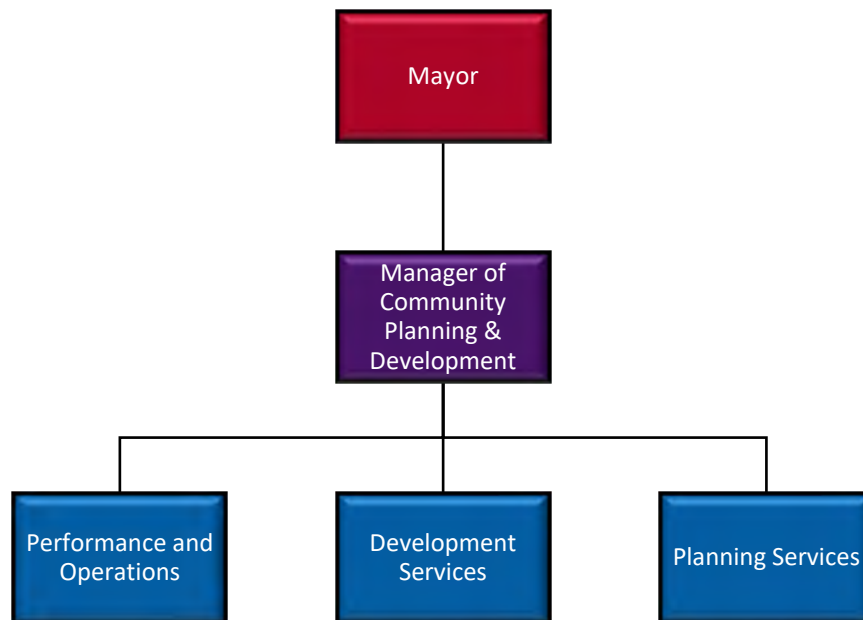 Mayor
Manager of
Community
Planning &
Development
Performance and
Operations
Development
Services
Planning Services